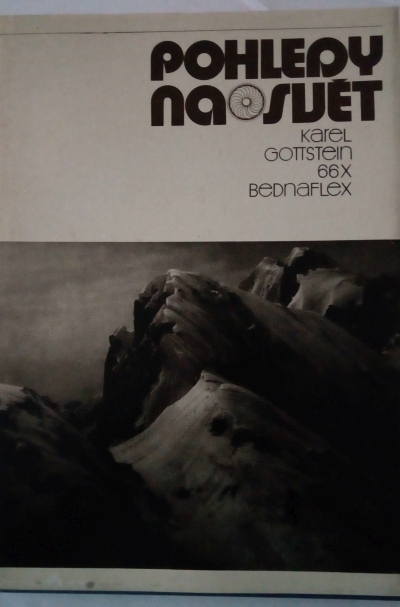 POHLEDY
NA SVĚT
Karel
GOTTSTEIN
66X
BEDNAFLEX